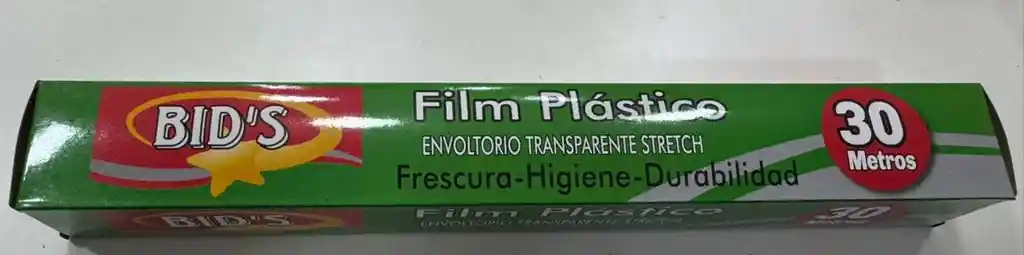 BID'S
Film Plástico
ENVOLTORIO TRANSPARENTE STRETCH
Frescura-Higiene-Durabilidad
30
Metros
BID'S
Film Plástico
ENVOLTORIO TRANSPARENTE STRETCH
30